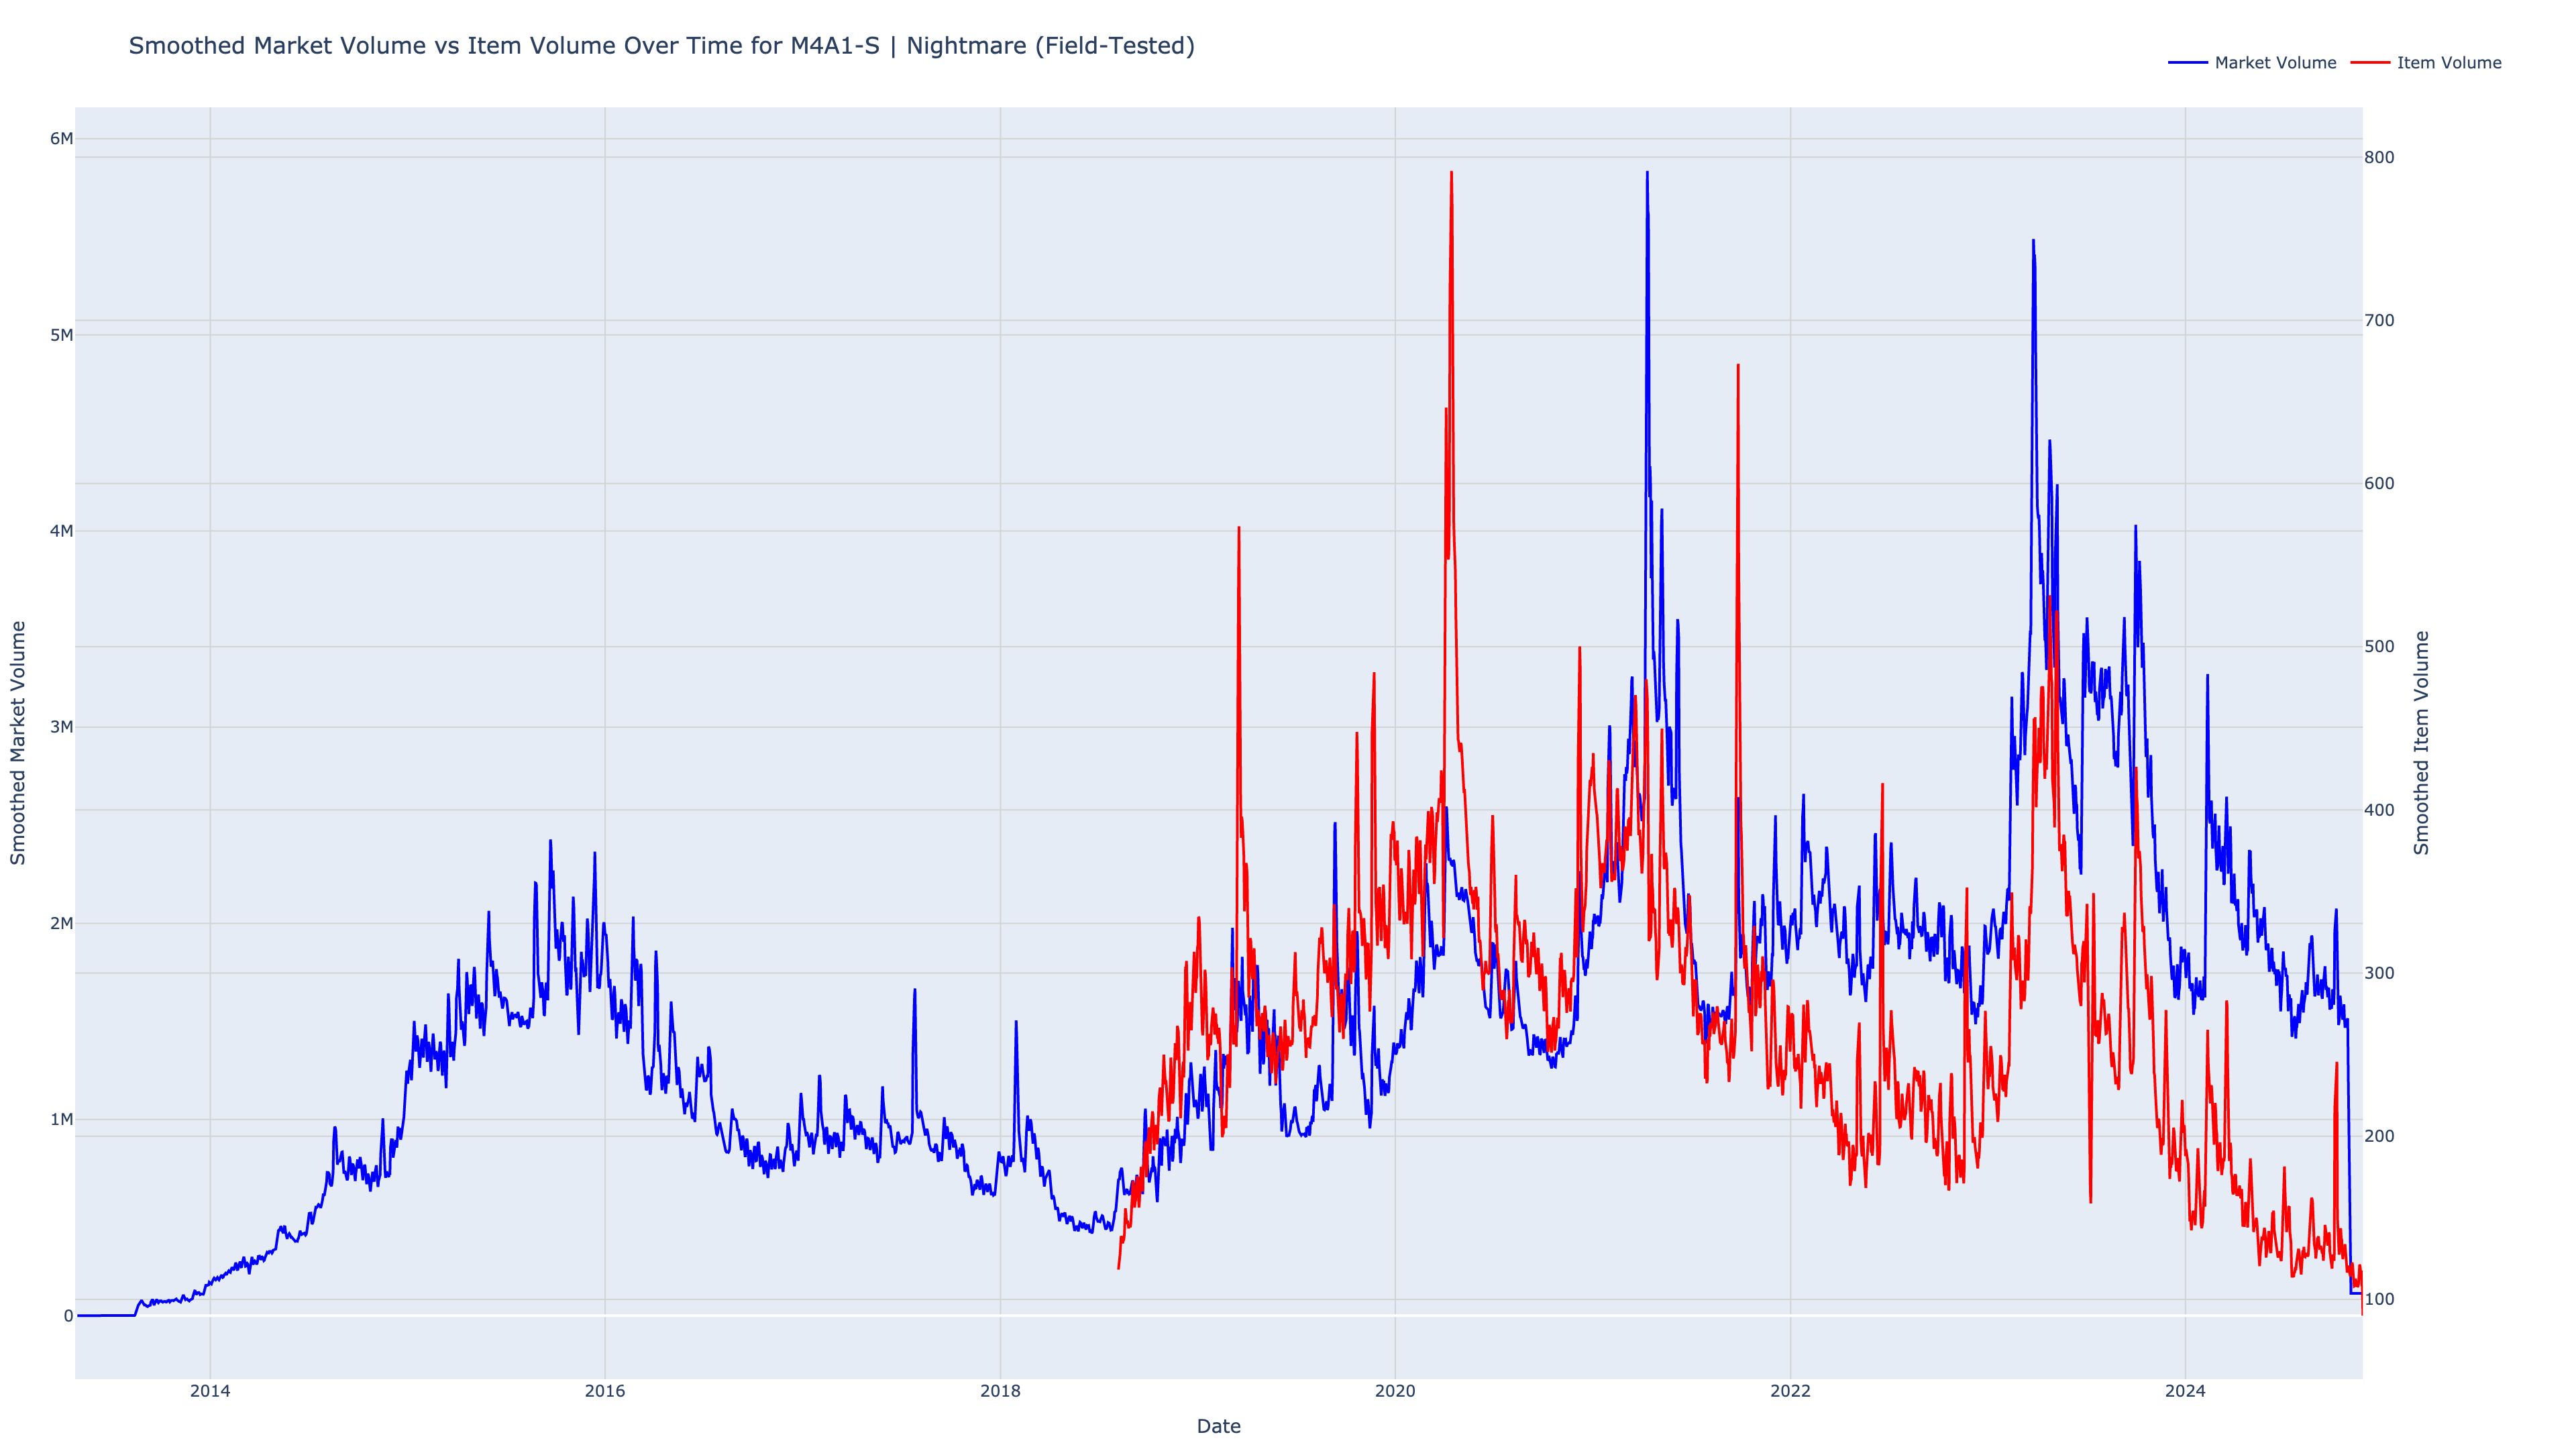 Smoothed Market Volume vs Item Volume Over Time for M4A1-S | Nightmare (Field-Tested)
Market Volume
Item Volume
6M
5M
4M
3M
2M
1M
0
Smoothed Market Volume
800
700
600
500
400
300
200
100
Smoothed Item Volume
2014
2016
2018
2020
2022
2024
Date